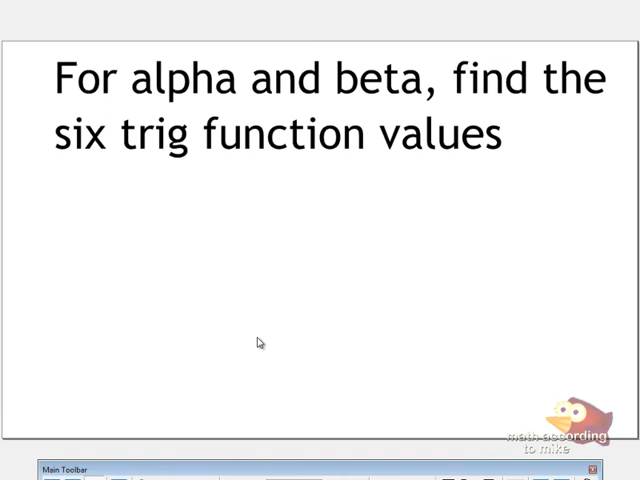 For alpha and beta, find the
six trig function values
math according
to mike
Main Toolbar